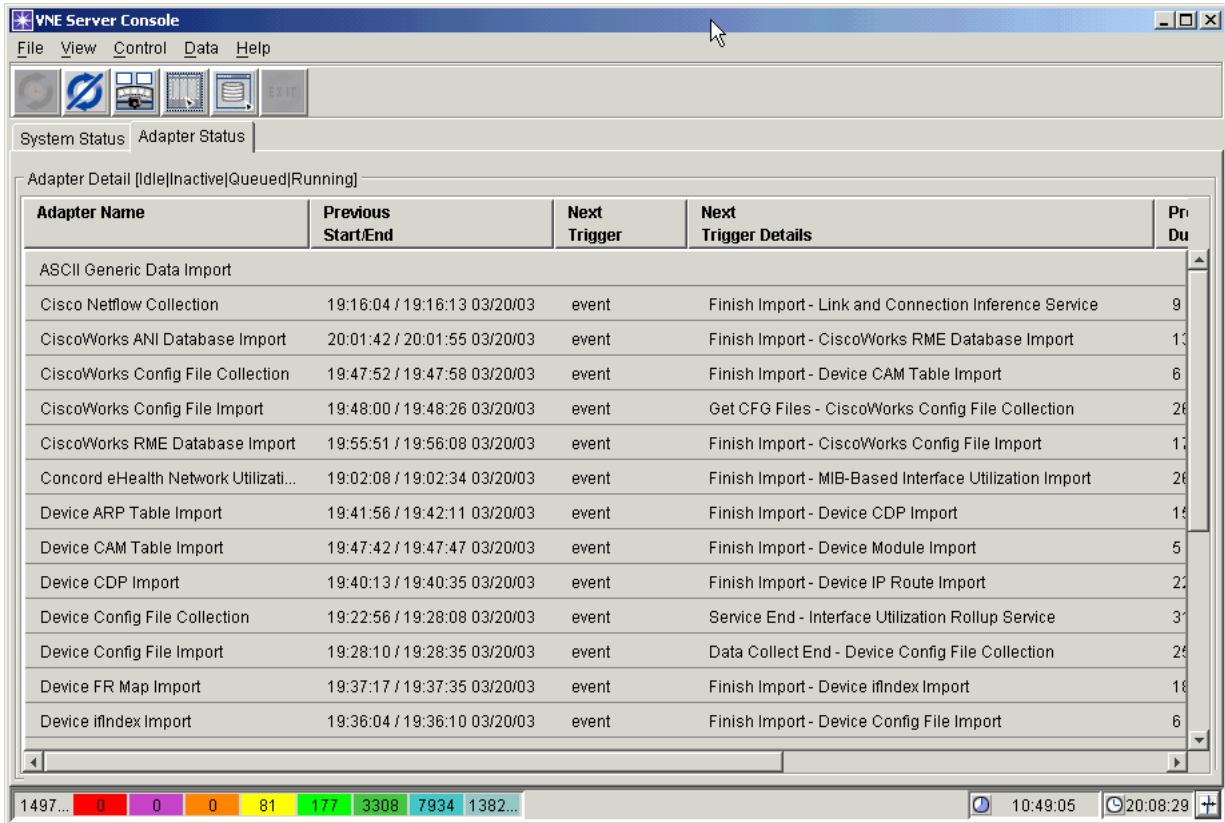 VNE Server Console
File View Control Data Help
EXIT
System Status Adapter Status
Adapter Detail [Idle|Inactive|Queued|Running]
Adapter Name Previous Start/End Next Trigger Next Trigger Details
ASCII Generic Data Import
Cisco Netflow Collection 19:16:04 / 19:16:13 03/20/03 event Finish Import - Link and Connection Inference Service 9
CiscoWorks ANI Database Import 20:01:42 / 20:01:55 03/20/03 event Finish Import - CiscoWorks RME Database Import
CiscoWorks Config File Collection 19:47:52 / 19:47:58 03/20/03 event Finish Import - Device CAM Table Import 6
CiscoWorks Config File Import 19:48:00 / 19:48:26 03/20/03 event Get CFG Files - CiscoWorks Config File Collection
CiscoWorks RME Database Import 19:55:51 / 19:56:08 03/20/03 event Finish Import - CiscoWorks Config File Import
Concord eHealth Network Utilizati... 19:02:08 / 19:02:34 03/20/03 event Finish Import - MIB-Based Interface Utilization Import
Device ARP Table Import 19:41:56 / 19:42:11 03/20/03 event Finish Import - Device CDP Import
Device CAM Table Import 19:47:42 / 19:47:47 03/20/03 event Finish Import - Device Module Import 5
Device CDP Import 19:40:13 / 19:40:35 03/20/03 event Finish Import - Device IP Route Import
Device Config File Collection 19:22:56 / 19:28:08 03/20/03 event Service End - Interface Utilization Rollup Service
Device Config File Import 19:28:10 / 19:28:35 03/20/03 event Data Collect End - Device Config File Collection
Device FR Map Import 19:37:17 / 19:37:35 03/20/03 event Finish Import - Device ifIndex Import
Device ifIndex Import 19:36:04 / 19:36:10 03/20/03 event Finish Import - Device Config File Import 6
1497... 0 0 0 81 177 3308 7934 1382... 10:49:05 20:08:29